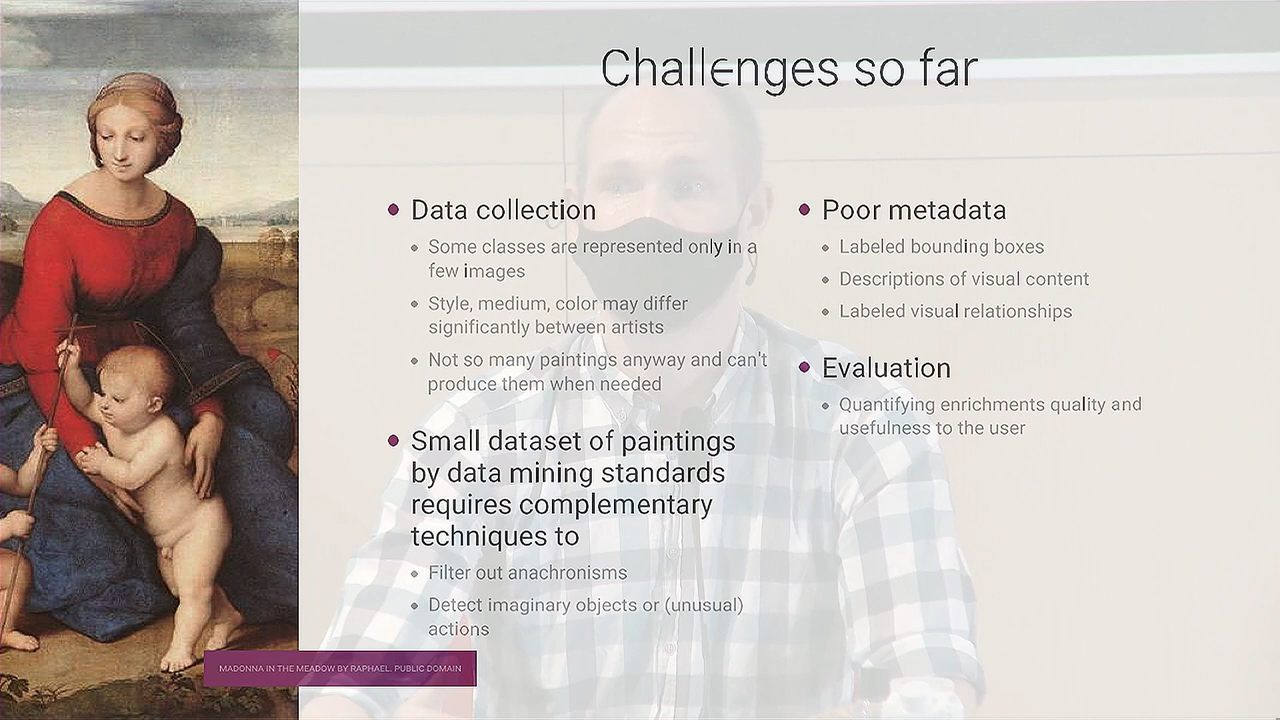 Challenges so far
Data collection
Some classes are represented only in a
few images
Style, medium, color may differ
significantly between artists
Not so many paintings anyway and can't
produce them when needed
Small dataset of paintings
by data mining standards
requires complementary
techniques to
Filter out anachronisms
Detect imaginary objects or (unusual)
actions
Poor metadata
Labeled bounding boxes
Descriptions of visual content
Labeled visual relationships
Evaluation
Quantifying enrichments quality and
usefulness to the user
MADONNA IN THE MEADOW BY RAPHAEL. PUBLIC DOMAIN